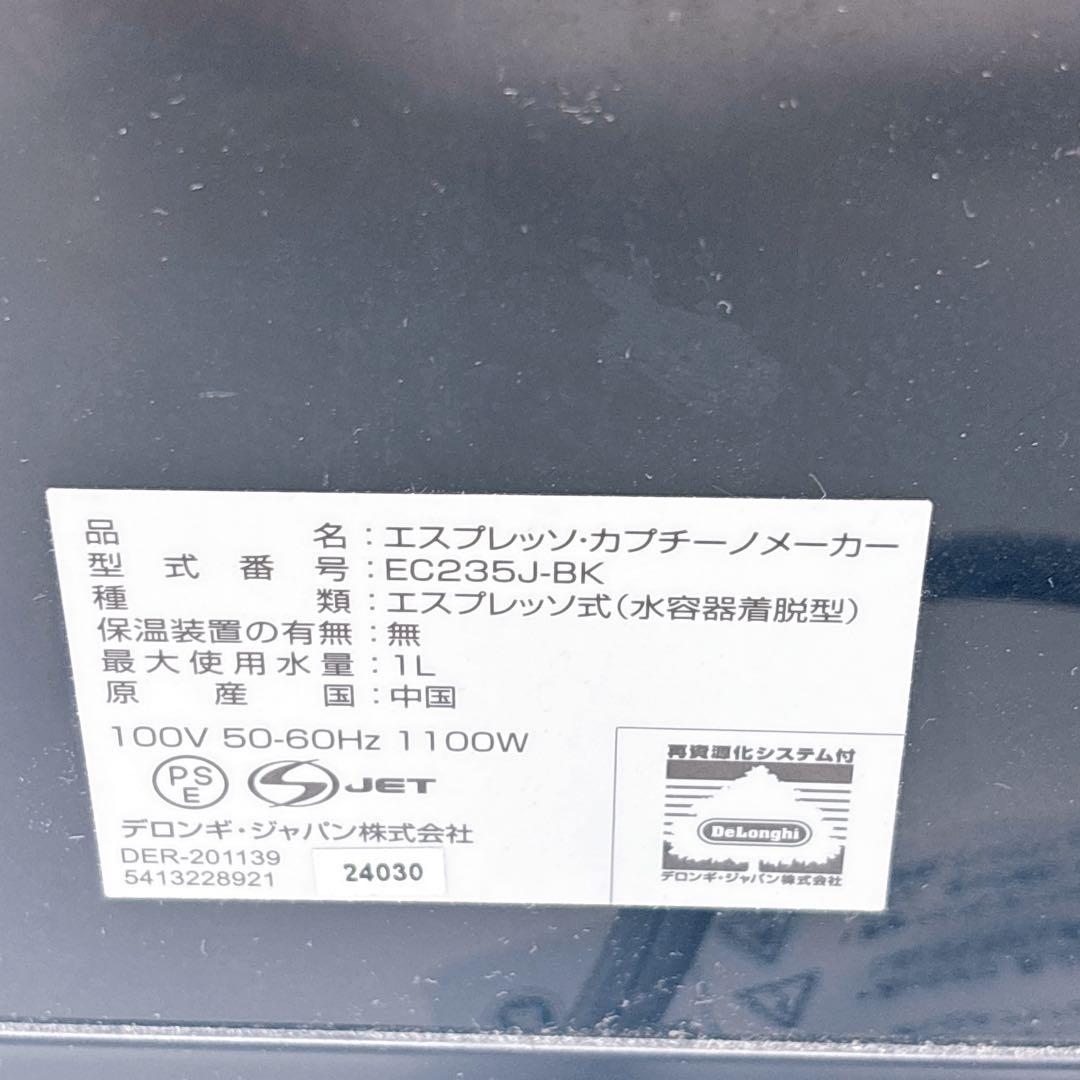 品名：エスプレッソ・カプチーノメーカー
型式番号：EC235J-BK
種類：エスプレッソ式(水容器着脱型)
保温装置の有無：無
最大使用水量：1L
原産国：中国
100V 50-60Hz 1100W
PS
E
S JET
デロンギ・ジャパン株式会社
DER-201139
5413228921
24030
再資源化システム付
DeLonghi
デロンギ・ジャパン株式会社